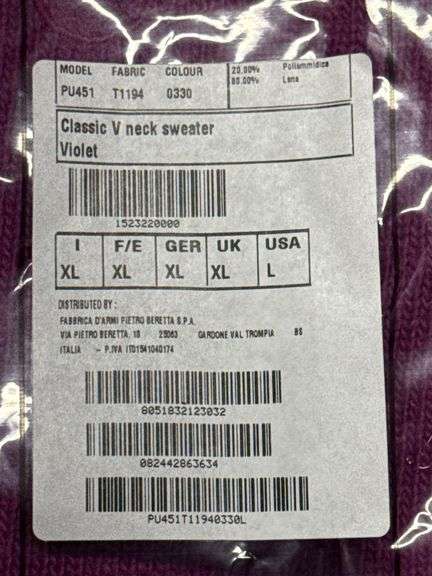 MODEL FABRIC COLOUR 20.00% Poliammidica
PU451 T1194 0330 80.00% Lana
Classic V neck sweater
Violet
1523220000
I F/E GER UK USA
XL XL XL XL L
DISTRIBUTED BY :
FABBRICA D'ARMI PIETRO BERETTA S.P.A.
VIA PIETRO BERETTA, 18 25063 GARDONE VAL TROMPIA BS
ITALIA - P.IVA IT01541040174
8051832123032
082442863634
PU451T11940330L